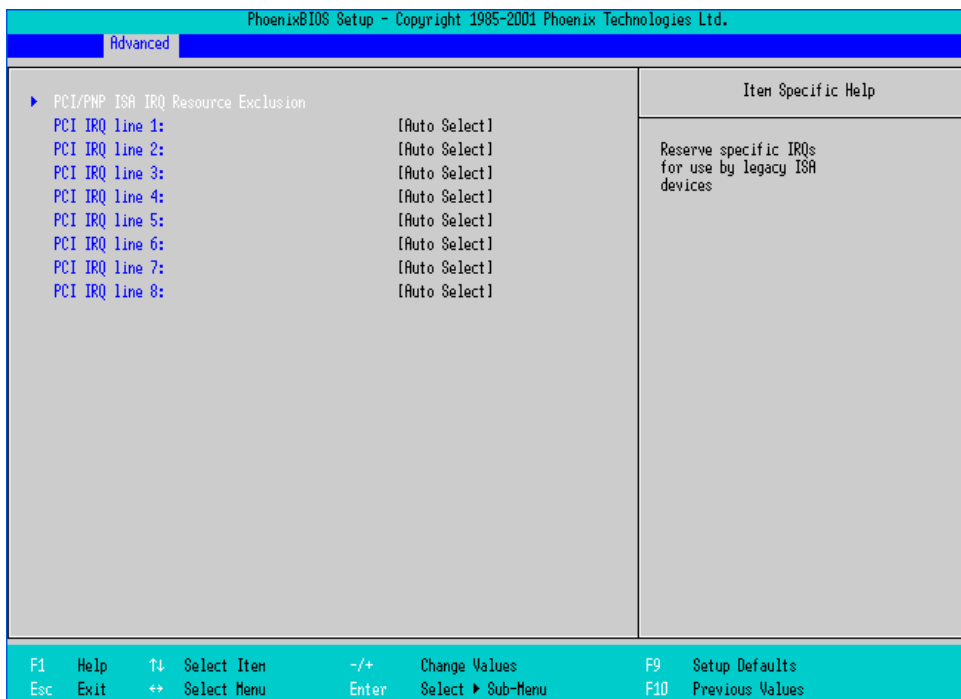 PhoenixBIOS Setup - Copyright 1985-2001 Phoenix Technologies Ltd.
Advanced
PCI/PNP ISA IRQ Resource Exclusion
PCI IRQ line 1: [Auto Select]
PCI IRQ line 2: [Auto Select]
PCI IRQ line 3: [Auto Select]
PCI IRQ line 4: [Auto Select]
PCI IRQ line 5: [Auto Select]
PCI IRQ line 6: [Auto Select]
PCI IRQ line 7: [Auto Select]
PCI IRQ line 8: [Auto Select]
Item Specific Help
Reserve specific IRQs
for use by legacy ISA
devices
F1 Help ↑↓ Select Item -/+ Change Values F9 Setup Defaults
Esc Exit ↔ Select Menu Enter Select ▶ Sub-Menu F10 Previous Values